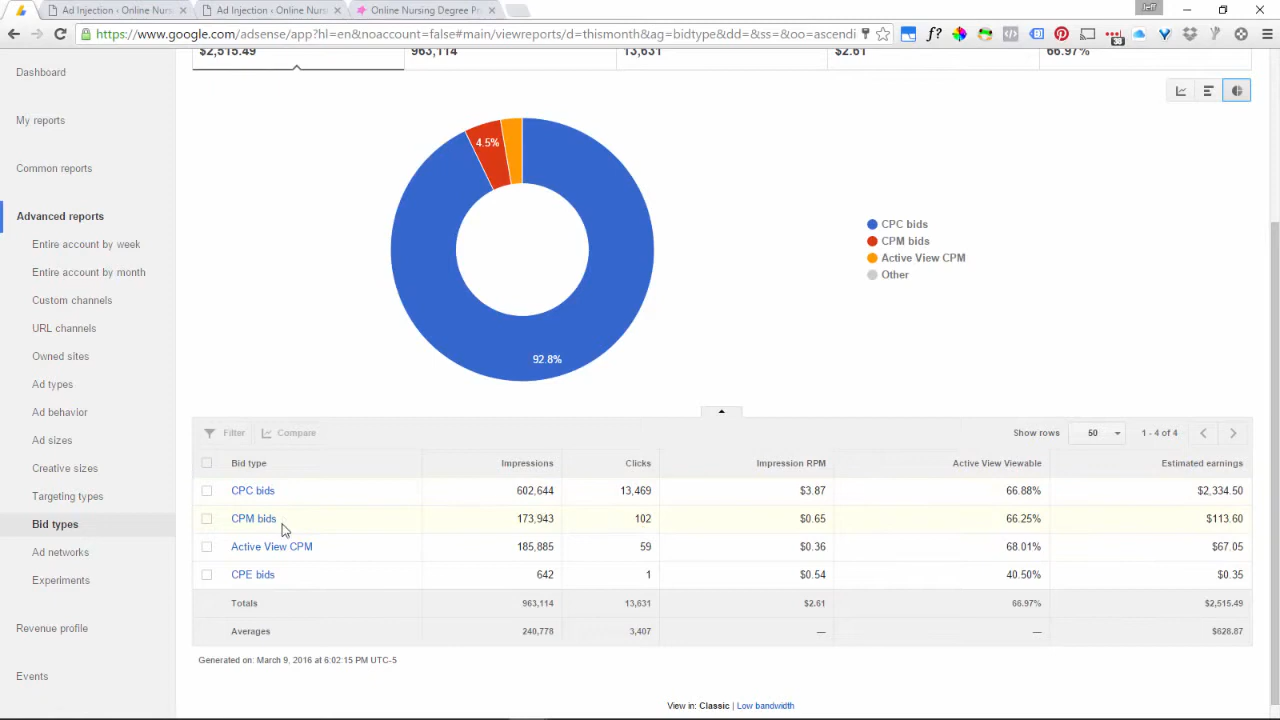 Ad Injection ‹ Online Nurs
Ad Injection ‹ Online Nurs
Online Nursing Degree Pr
https://www.google.com/adsense/app?hl=en&noaccount=false#main/viewreports/d=thismonth&ag=bidtype&dd=&ss=&oo=ascendi
$2,515.49 963,114 13,631 $2.61 66.97%
Dashboard
My reports
Common reports
Advanced reports
Entire account by week
Entire account by month
Custom channels
URL channels
Owned sites
Ad types
Ad behavior
Ad sizes
Creative sizes
Targeting types
Bid types
Ad networks
Experiments
Revenue profile
Events
4.5%
92.8%
CPC bids
CPM bids
Active View CPM
Other
Filter Compare Show rows 50 1 - 4 of 4
Bid type Impressions Clicks Impression RPM Active View Viewable Estimated earnings
CPC bids 602,644 13,469 $3.87 66.88% $2,334.50
CPM bids 173,943 102 $0.65 66.25% $113.60
Active View CPM 185,885 59 $0.36 68.01% $67.05
CPE bids 642 1 $0.54 40.50% $0.35
Totals 963,114 13,631 $2.61 66.97% $2,515.49
Averages 240,778 3,407 — — $628.87
Generated on: March 9, 2016 at 6:02:15 PM UTC-5
View in: Classic | Low bandwidth